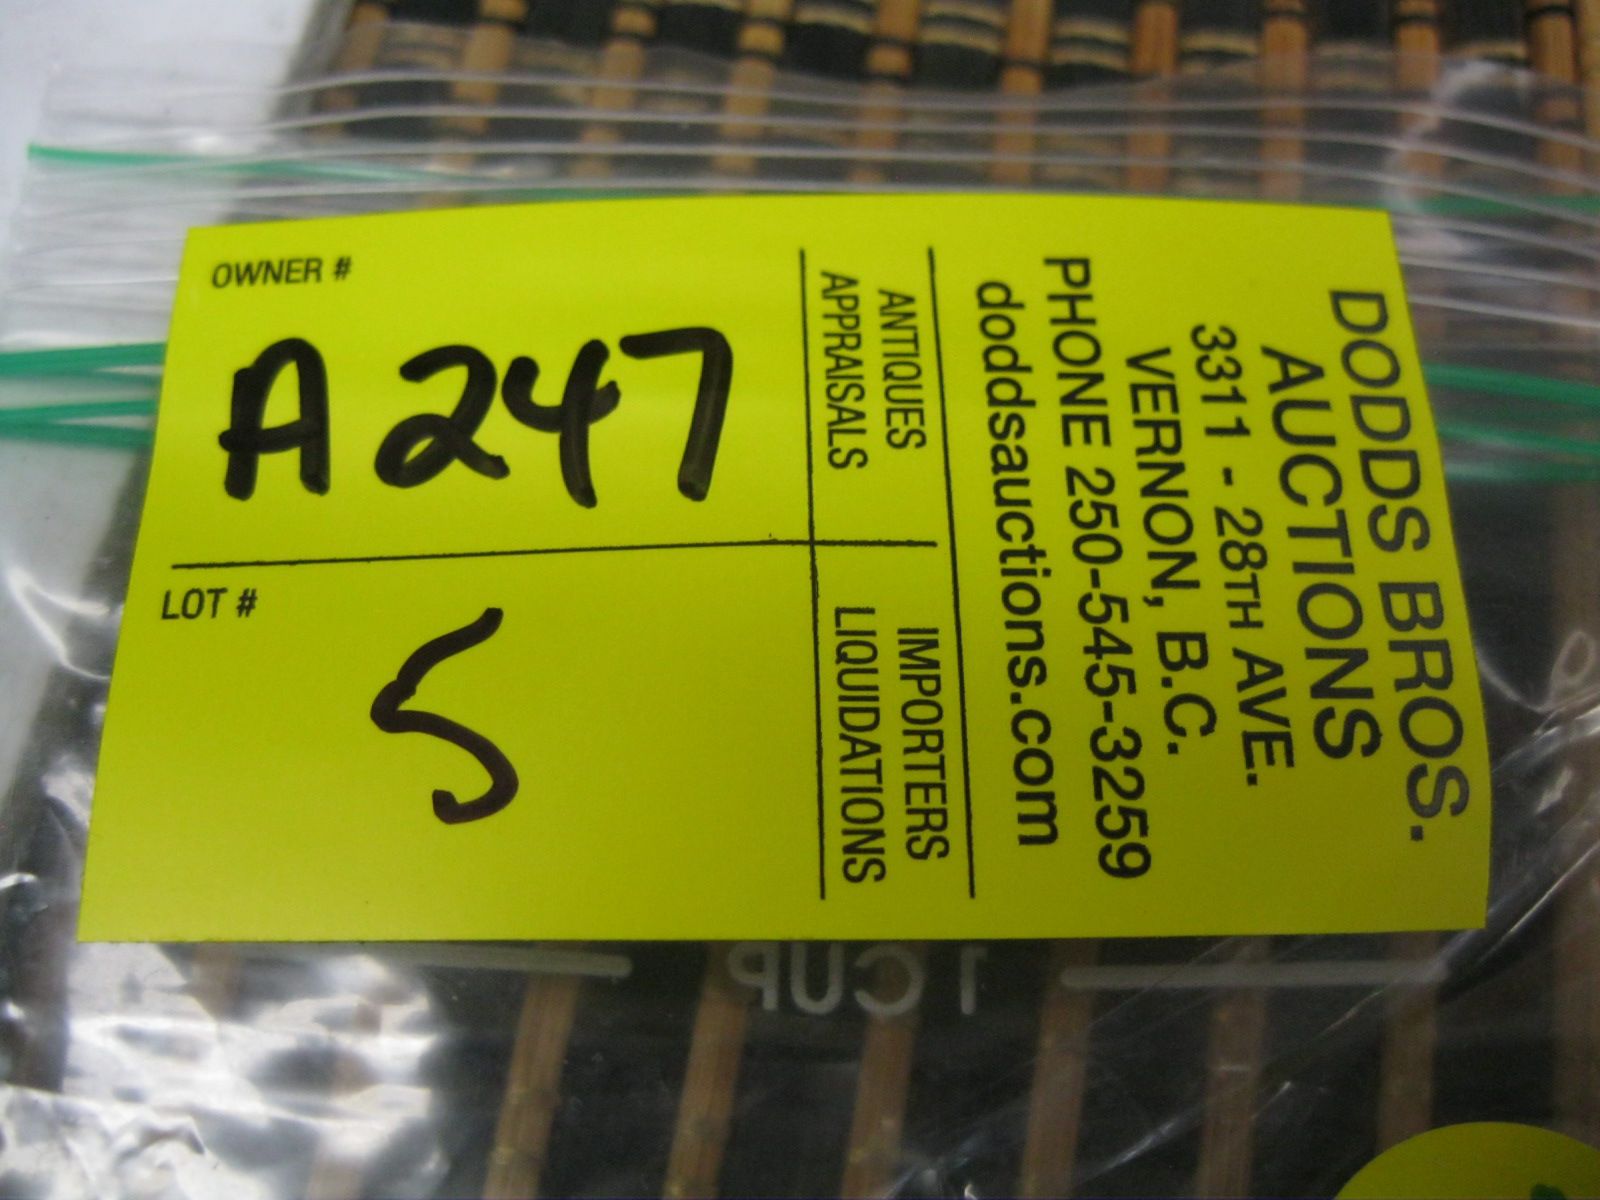 OWNER #
A 247
LOT #
5
ANTIQUES
APPRAISALS
IMPORTERS
LIQUIDATIONS
DODDS BROS.
AUCTIONS
3311 - 28TH AVE.
VERNON, B.C.
PHONE 250-545-3259
doddsauctions.com
1 CUP